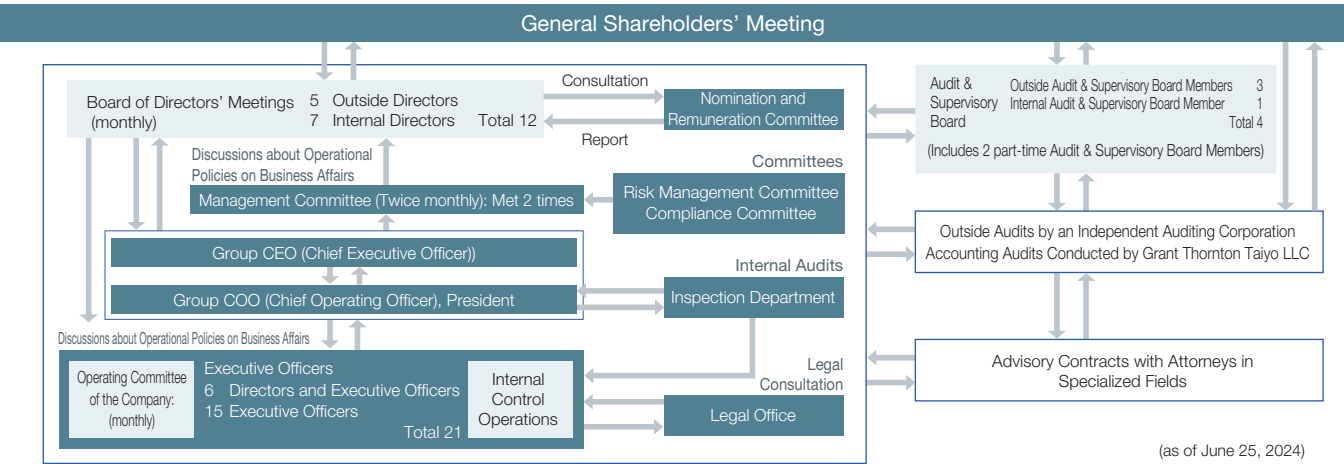 General Shareholders' Meeting
Board of Directors' Meetings
(monthly)
5 Outside Directors
7 Internal Directors Total 12
Consultation
Report
Nomination and
Remuneration Committee
Audit &
Supervisory
Board
Outside Audit & Supervisory Board Members 3
Internal Audit & Supervisory Board Member 1
Total 4
(Includes 2 part-time Audit & Supervisory Board Members)
Discussions about Operational
Policies on Business Affairs
Management Committee (Twice monthly): Met 2 times
Committees
Risk Management Committee
Compliance Committee
Group CEO (Chief Executive Officer))
Group COO (Chief Operating Officer), President
Internal Audits
Inspection Department
Outside Audits by an Independent Auditing Corporation
Accounting Audits Conducted by Grant Thornton Taiyo LLC
Discussions about Operational Policies on Business Affairs
Operating Committee
of the Company:
(monthly)
Executive Officers
6 Directors and Executive Officers
15 Executive Officers
Total 21
Internal
Control
Operations
Legal
Consultation
Legal Office
Advisory Contracts with Attorneys in
Specialized Fields
(as of June 25, 2024)